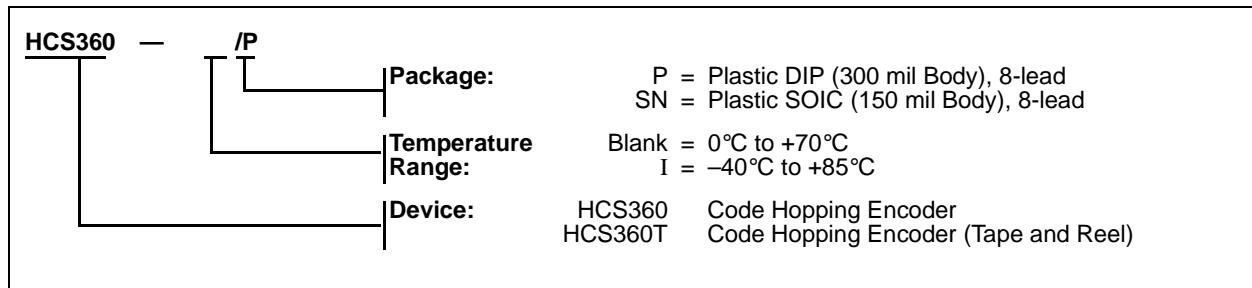 HCS360 — /P
Package: P = Plastic DIP (300 mil Body), 8-lead
SN = Plastic SOIC (150 mil Body), 8-lead
Temperature Blank = 0°C to +70°C
Range: I = –40°C to +85°C
Device: HCS360 Code Hopping Encoder
HCS360T Code Hopping Encoder (Tape and Reel)